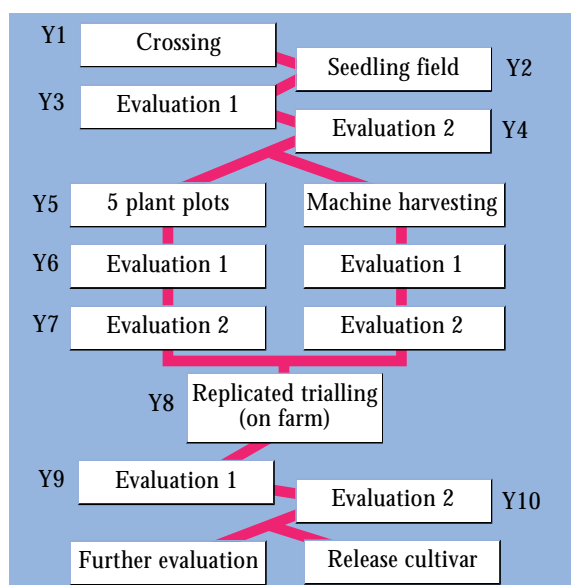 Y1 Crossing
Seedling field Y2
Y3 Evaluation 1
Evaluation 2 Y4
Y5 5 plant plots Machine harvesting
Y6 Evaluation 1 Evaluation 1
Y7 Evaluation 2 Evaluation 2
Y8 Replicated trialling
(on farm)
Y9 Evaluation 1
Evaluation 2 Y10
Further evaluation Release cultivar